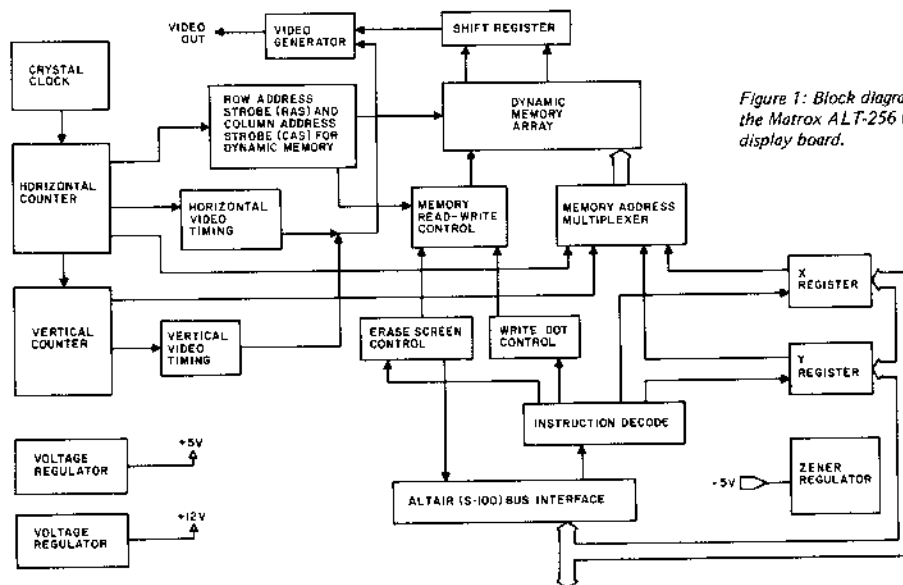 VIDEO
OUT
VIDEO
GENERATOR
SHIFT REGISTER
CRYSTAL
CLOCK
ROW ADDRESS
STROBE (RAS) AND
COLUMN ADDRESS
STROBE (CAS) FOR
DYNAMIC MEMORY
DYNAMIC
MEMORY
ARRAY
Figure 1: Block
the Matrox ALT-256
display board.
HORIZONTAL
COUNTER
HORIZONTAL
VIDEO
TIMING
MEMORY
READ-WRITE
CONTROL
MEMORY ADDRESS
MULTIPLEXER
X
REGISTER
VERTICAL
COUNTER
VERTICAL
VIDEO
TIMING
ERASE SCREEN
CONTROL
WRITE DOT
CONTROL
Y
REGISTER
INSTRUCTION DECODE
VOLTAGE
REGULATOR
+5V
ALTAIR (S-100) BUS INTERFACE
-5V
ZENER
REGULATOR
VOLTAGE
REGULATOR
+12V